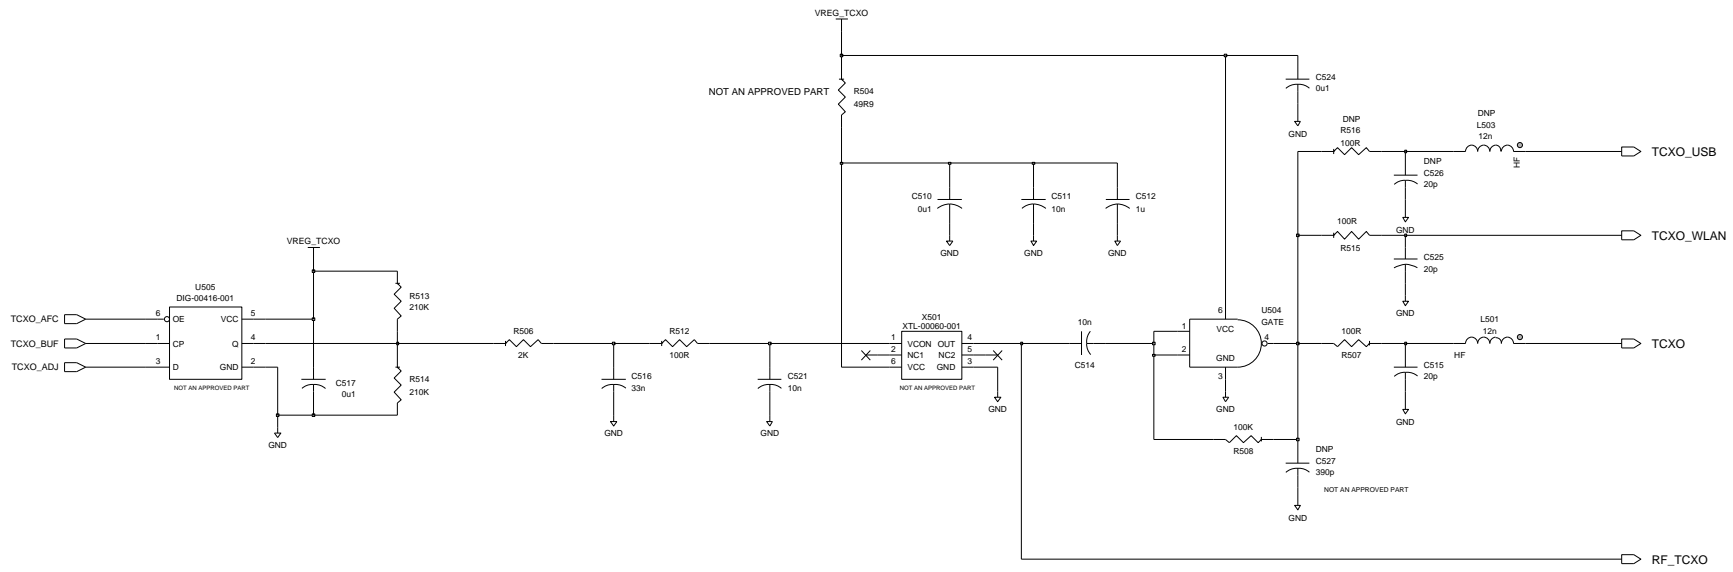 VREG_TCXO
NOT AN APPROVED PART
R504
49R9
C524
0u1
GND
DNP
R516
100R
DNP
L503
12n
HF
TCXO_USB
DNP
C526
20p
GND
C510
0u1
GND
C511
10n
GND
C512
1u
GND
100R
R515
TCXO_WLAN
C525
20p
GND
VREG_TCXO
U505
DIG-00416-001
TCXO_AFC
6
OE
VCC
5
TCXO_BUF
1
CP
Q
4
TCXO_ADJ
3
D
GND
2
NOT AN APPROVED PART
R513
210K
R514
210K
C517
0u1
GND
R506
2K
C516
33n
GND
R512
100R
C521
10n
GND
X501
XTL-00060-001
1
VCON
OUT
4
2
NC1
NC2
5
6
VCC
GND
3
NOT AN APPROVED PART
GND
10n
C514
U504
GATE
6
VCC
1
2
4
GND
3
GND
100R
R507
L501
12n
HF
TCXO
C515
20p
GND
100K
R508
DNP
C527
390p
NOT AN APPROVED PART
GND
RF_TCXO